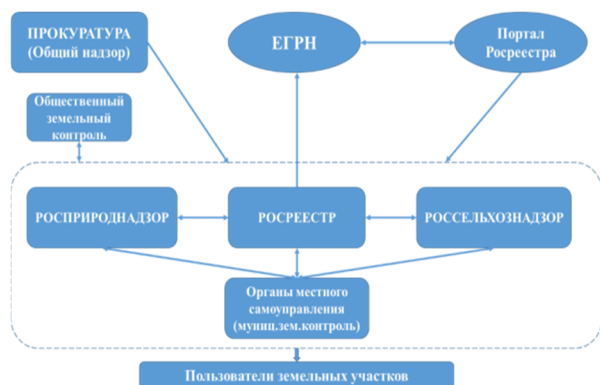 ПРОКУРАТУРА
(Общий надзор)
ЕГРН
Портал
Росреестра
Общественный
земельный
контроль
РОСПРИРОДНАДЗОР
РОСРЕЕСТР
РОССЕЛЬХОЗНАДЗОР
Органы местного
самоуправления
(муниц.зем.контроль)
Пользователи земельных участков